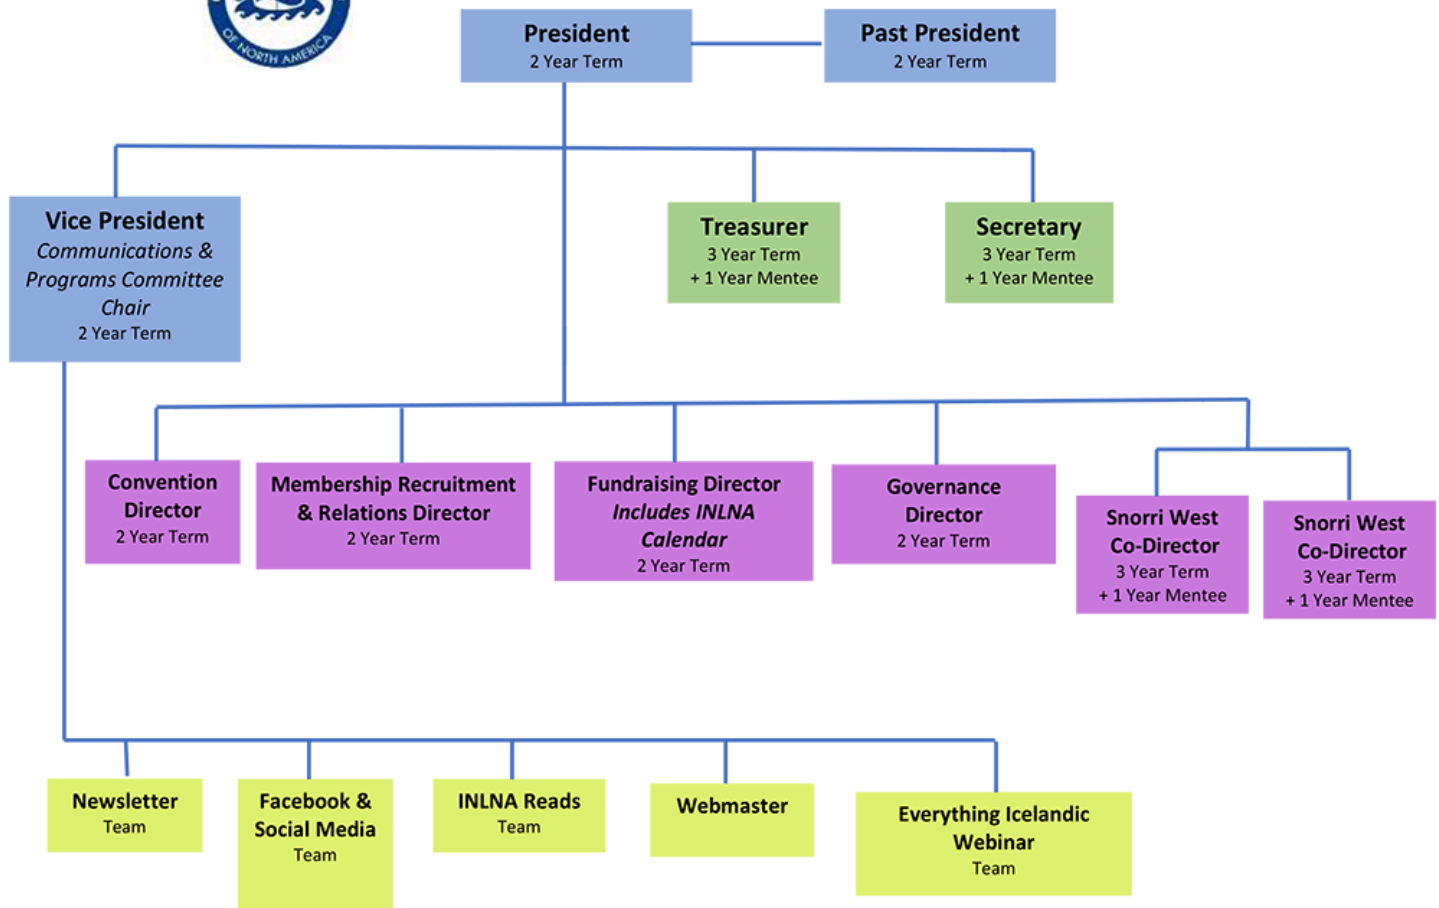 OF NORTH AMERICA
President
2 Year Term
Past President
2 Year Term
Vice President
Communications &
Programs Committee
Chair
2 Year Term
Treasurer
3 Year Term
+ 1 Year Mentee
Secretary
3 Year Term
+ 1 Year Mentee
Convention
Director
2 Year Term
Membership Recruitment
& Relations Director
2 Year Term
Fundraising Director
Includes INLNA
Calendar
2 Year Term
Governance
Director
2 Year Term
Snorri West
Co-Director
3 Year Term
+ 1 Year Mentee
Snorri West
Co-Director
3 Year Term
+ 1 Year Mentee
Newsletter
Team
Facebook &
Social Media
Team
INLNA Reads
Team
Webmaster
Everything Icelandic
Webinar
Team